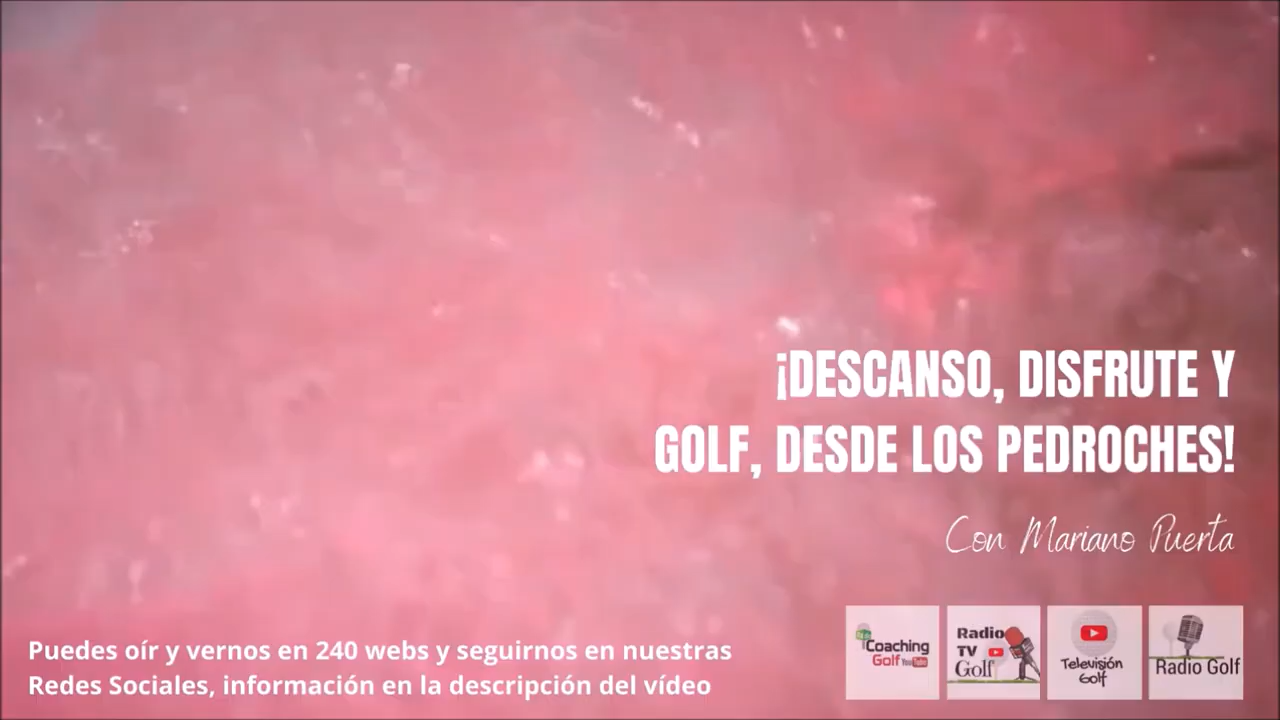 ¡DESCANSO, DISFRUTE Y
GOLF, DESDE LOS PEDROCHES!
Con Mariano Puerta
Puedes oír y vernos en 240 webs y seguirnos en nuestras
Redes Sociales, información en la descripción del vídeo
Coaching
Golf YouTube
Radio
TV
Golf
Televisión
Golf
Radio Golf